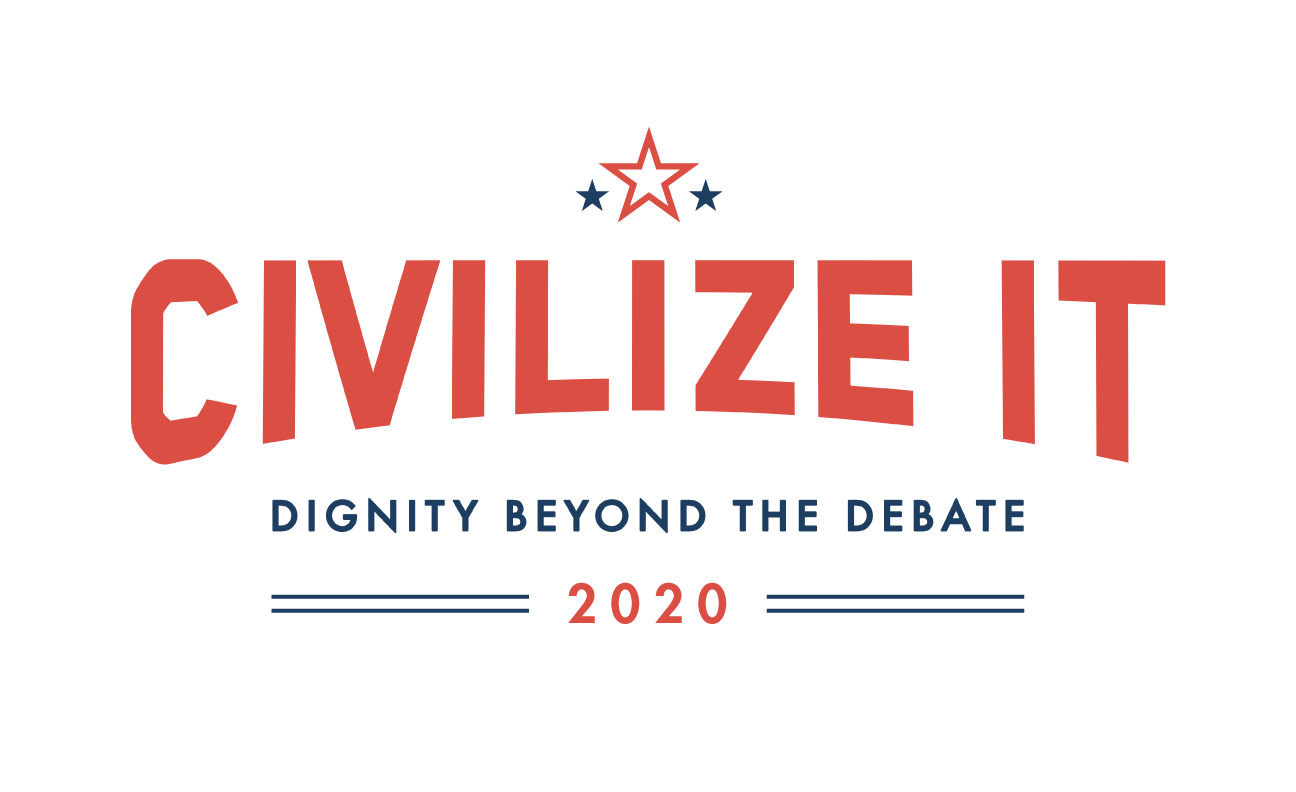 CIVILIZE IT
DIGNITY BEYOND THE DEBATE
2020